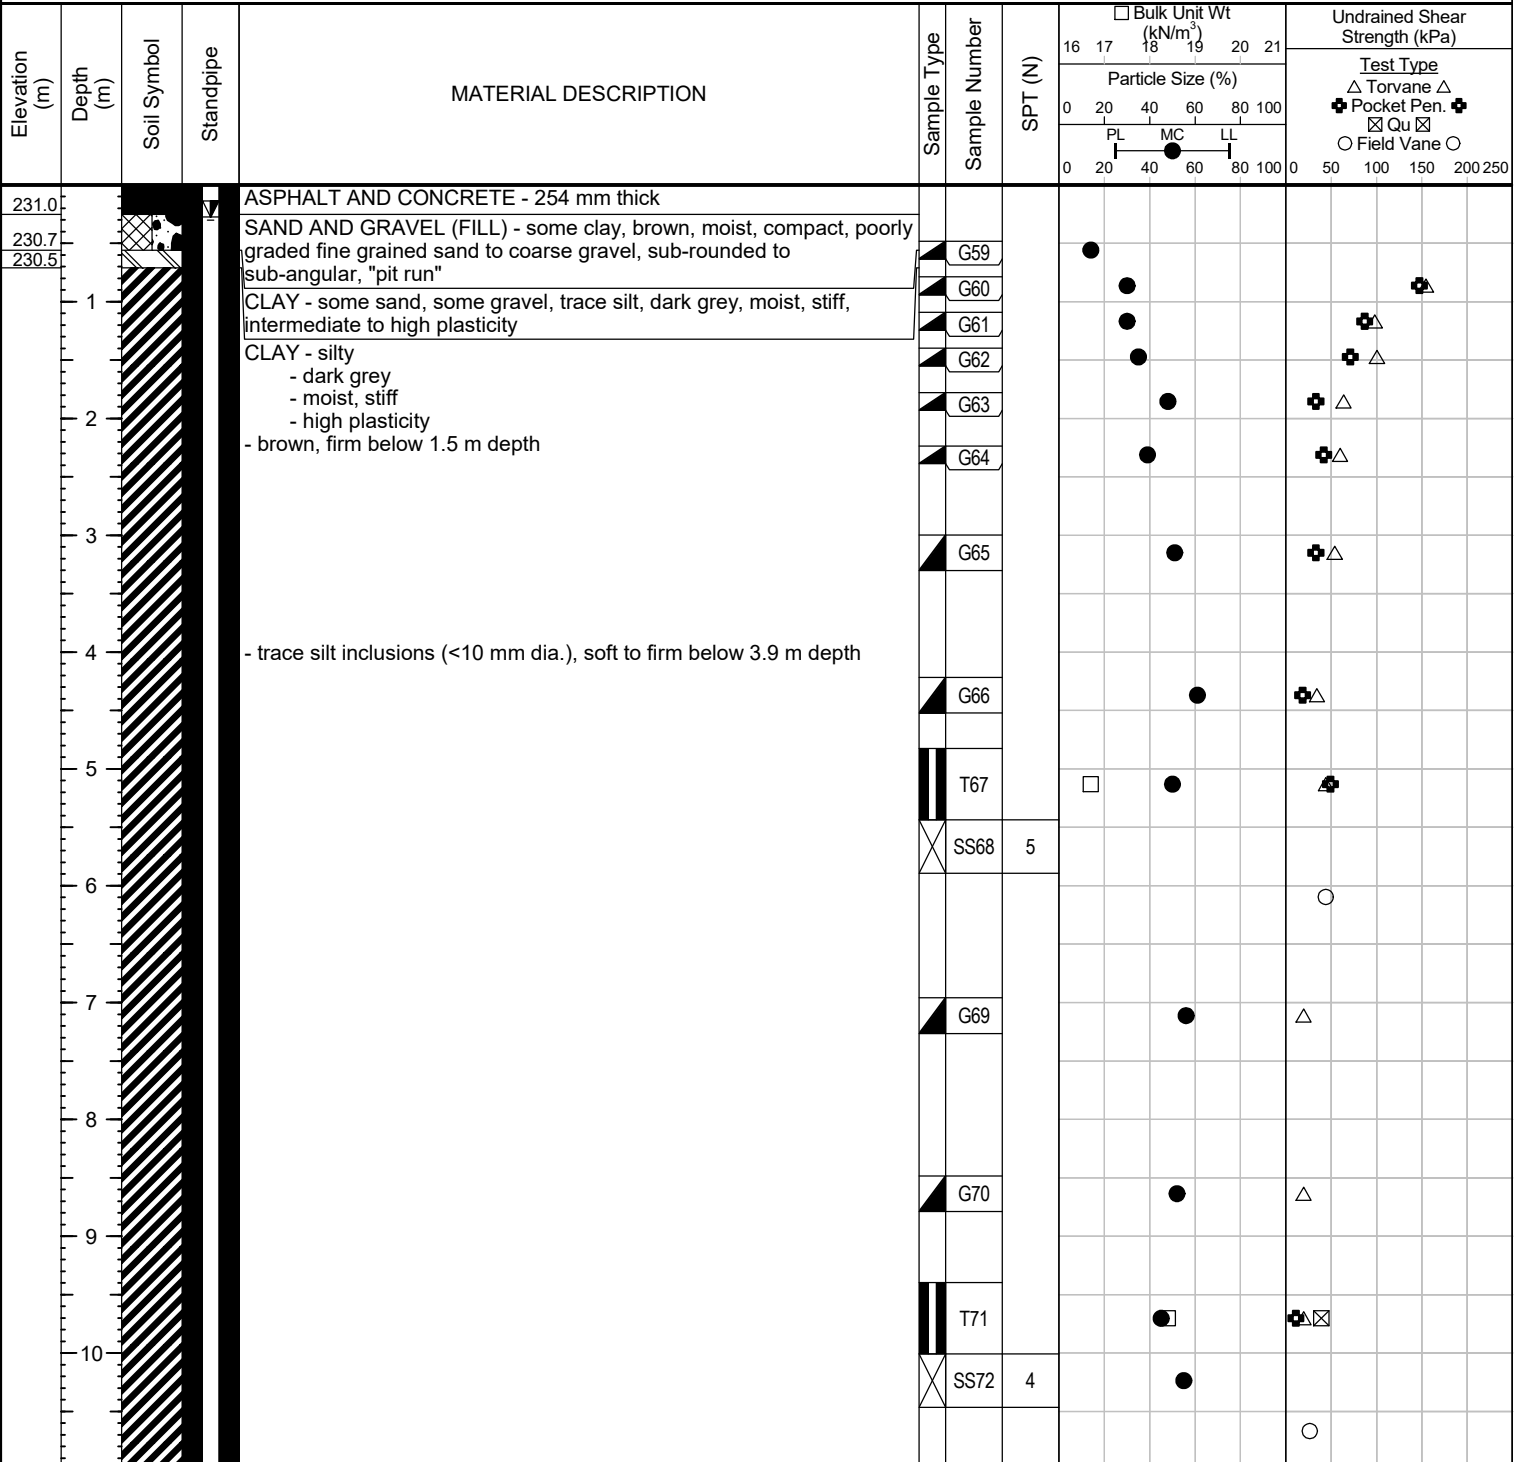 Elevation (m)
Depth (m)
Soil Symbol
Standpipe
MATERIAL DESCRIPTION
Sample Type
Sample Number
SPT (N)
□ Bulk Unit Wt
(kN/m³)
16 17 18 19 20 21
Particle Size (%)
0 20 40 60 80 100
PL MC LL
0 20 40 60 80 100
Undrained Shear
Strength (kPa)
Test Type
△ Torvane △
Pocket Pen.
☒ Qu ☒
○ Field Vane ○
0 50 100 150 200 250
231.0
ASPHALT AND CONCRETE - 254 mm thick
230.7
SAND AND GRAVEL (FILL) - some clay, brown, moist, compact, poorly
graded fine grained sand to coarse gravel, sub-rounded to
sub-angular, "pit run"
230.5
G59
G60
1
CLAY - some sand, some gravel, trace silt, dark grey, moist, stiff,
intermediate to high plasticity
G61
CLAY - silty
- dark grey
- moist, stiff
- high plasticity
- brown, firm below 1.5 m depth
G62
G63
2
G64
3
G65
4
- trace silt inclusions (<10 mm dia.), soft to firm below 3.9 m depth
G66
5
T67
SS68 5
6
7
G69
8
G70
9
T71
10
SS72 4